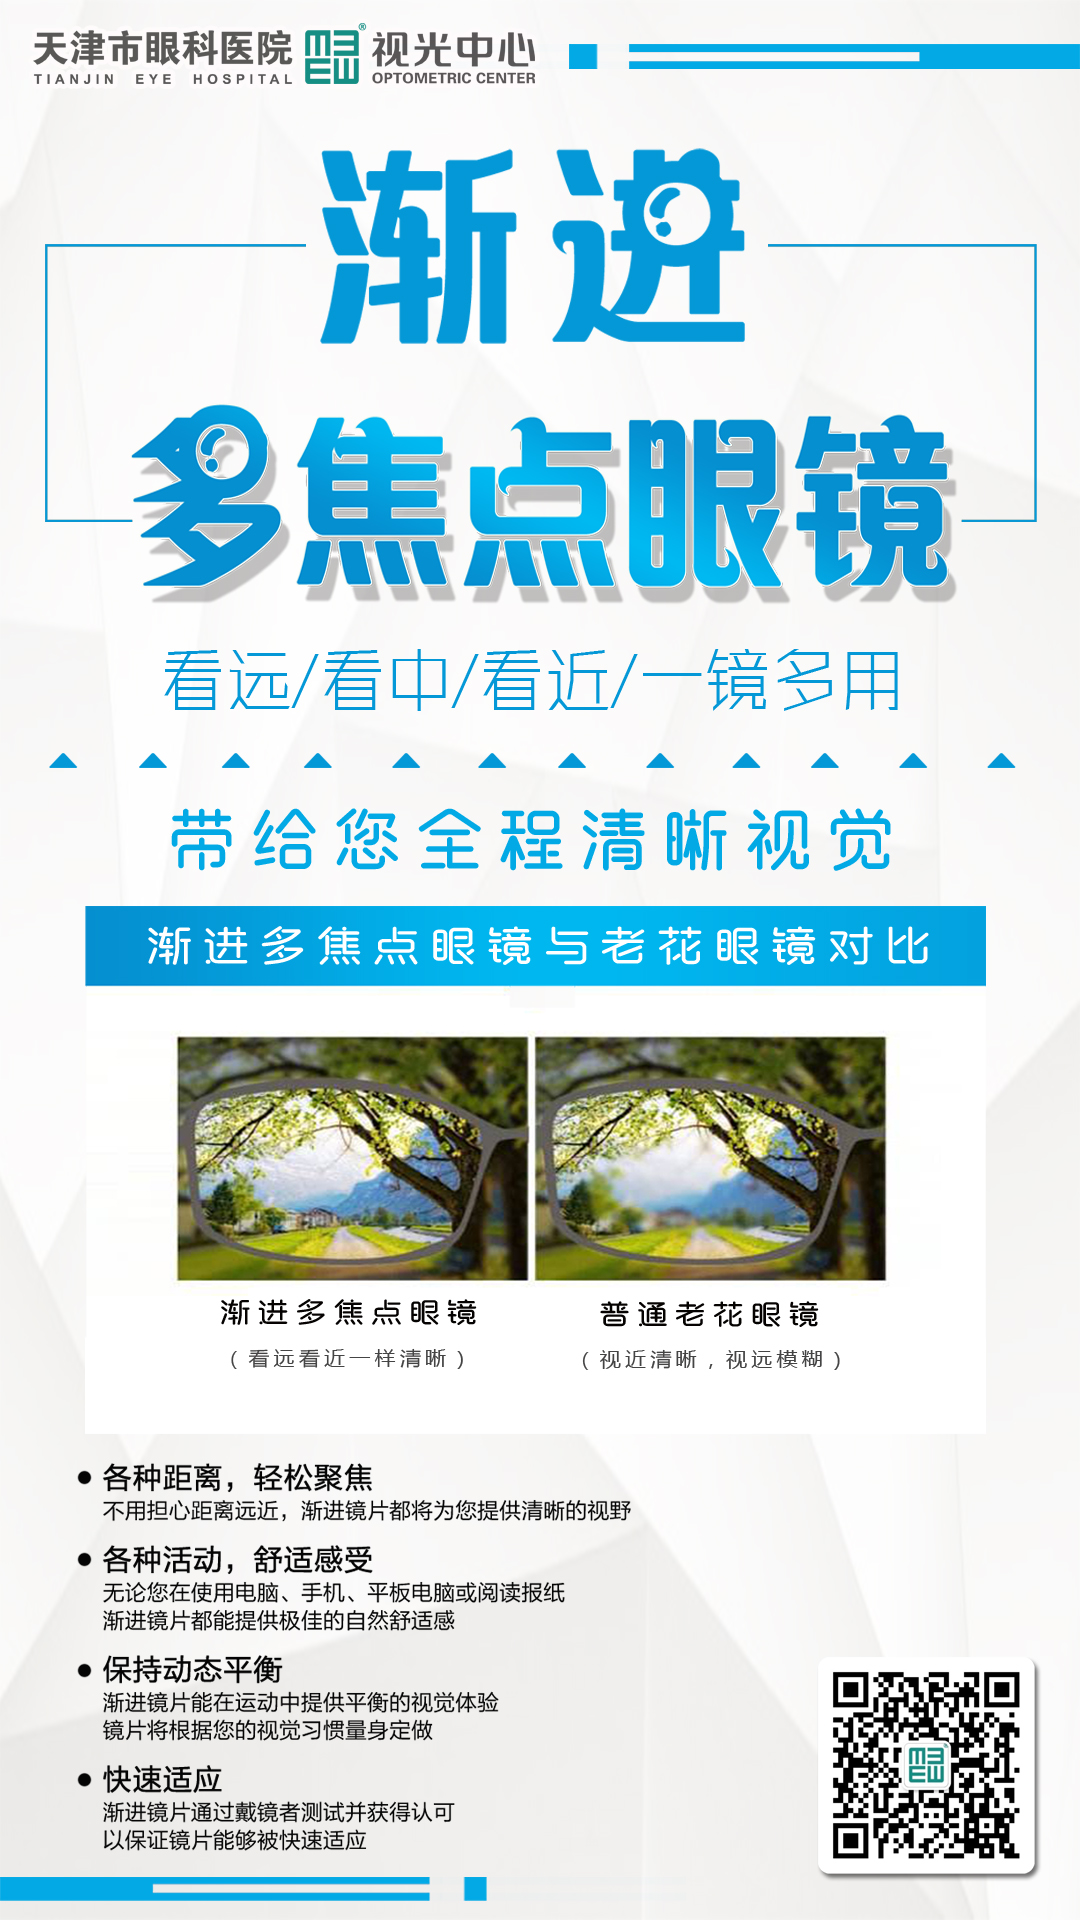 天津市眼科医院 视光中心
TIANJIN EYE HOSPITAL OPTOMETRIC CENTER
渐进
多焦点眼镜
看远/看中/看近/一镜多用
带给您全程清晰视觉
渐进多焦点眼镜与老花眼镜对比
渐进多焦点眼镜
（看远看近一样清晰）
普通老花眼镜
（视近清晰，视远模糊）
● 各种距离，轻松聚焦
不用担心距离远近，渐进镜片都将为您提供清晰的视野
● 各种活动，舒适感受
无论您在使用电脑、手机、平板电脑或阅读报纸
渐进镜片都能提供极佳的自然舒适感
● 保持动态平衡
渐进镜片能在运动中提供平衡的视觉体验
镜片将根据您的视觉习惯量身定做
● 快速适应
渐进镜片通过戴镜者测试并获得认可
以保证镜片能够被快速适应